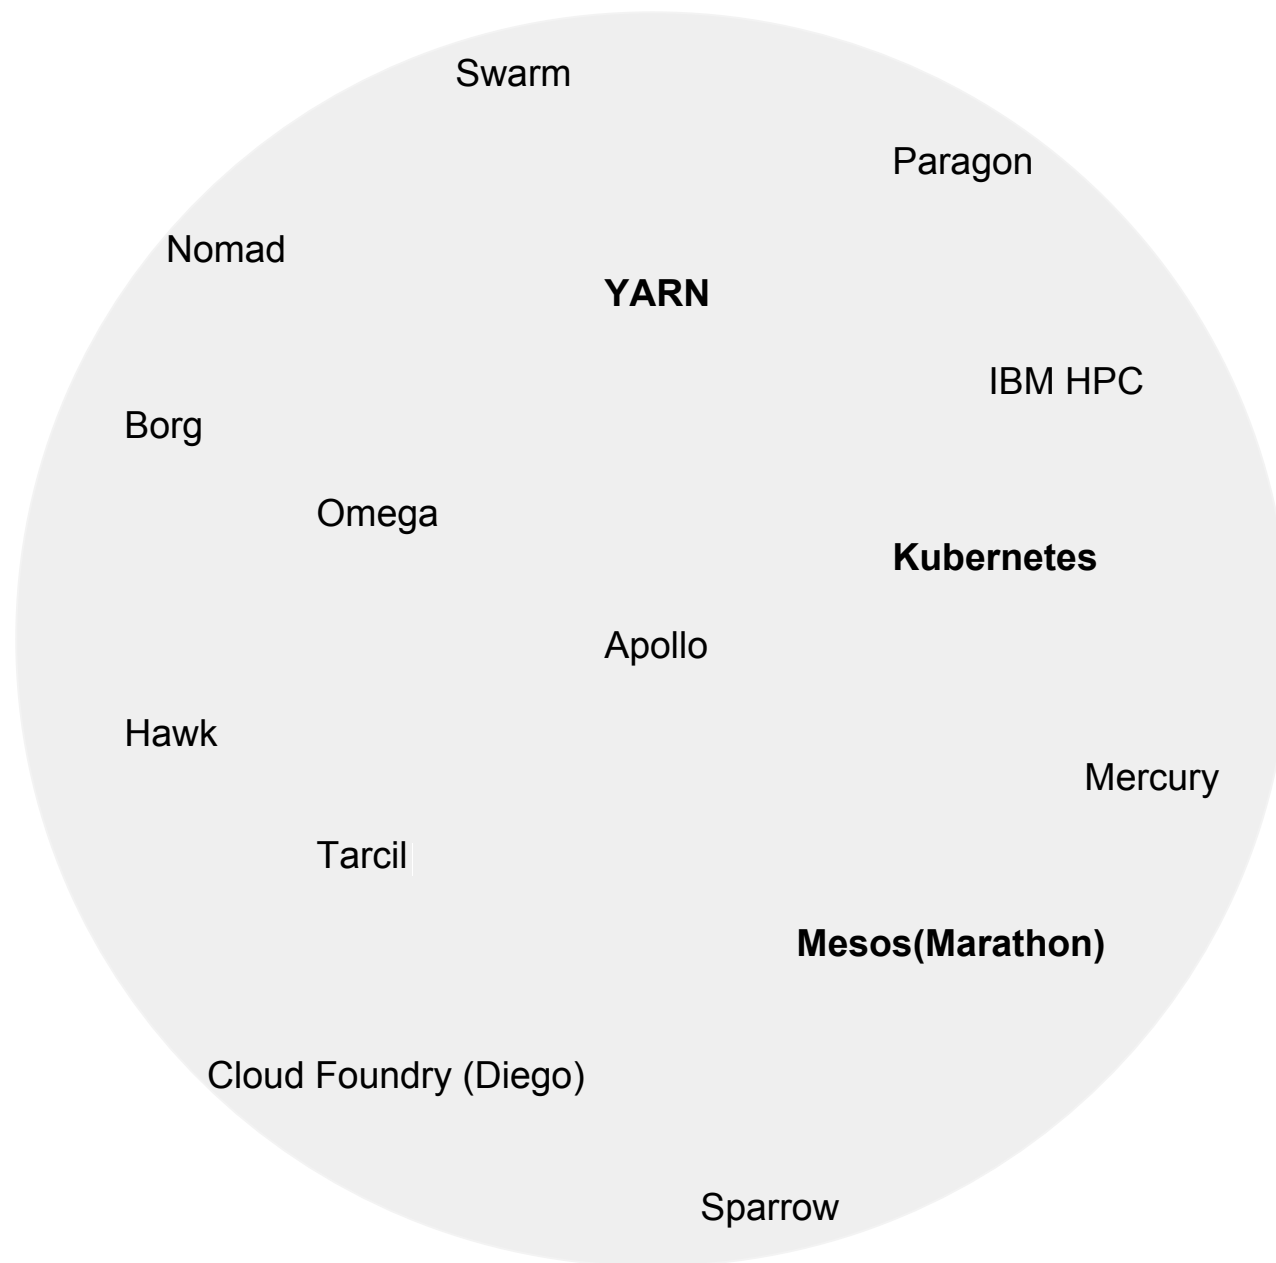 Swarm
Paragon
Nomad
YARN
IBM HPC
Borg
Omega
Kubernetes
Apollo
Hawk
Mercury
Tarcil
Mesos(Marathon)
Cloud Foundry (Diego)
Sparrow